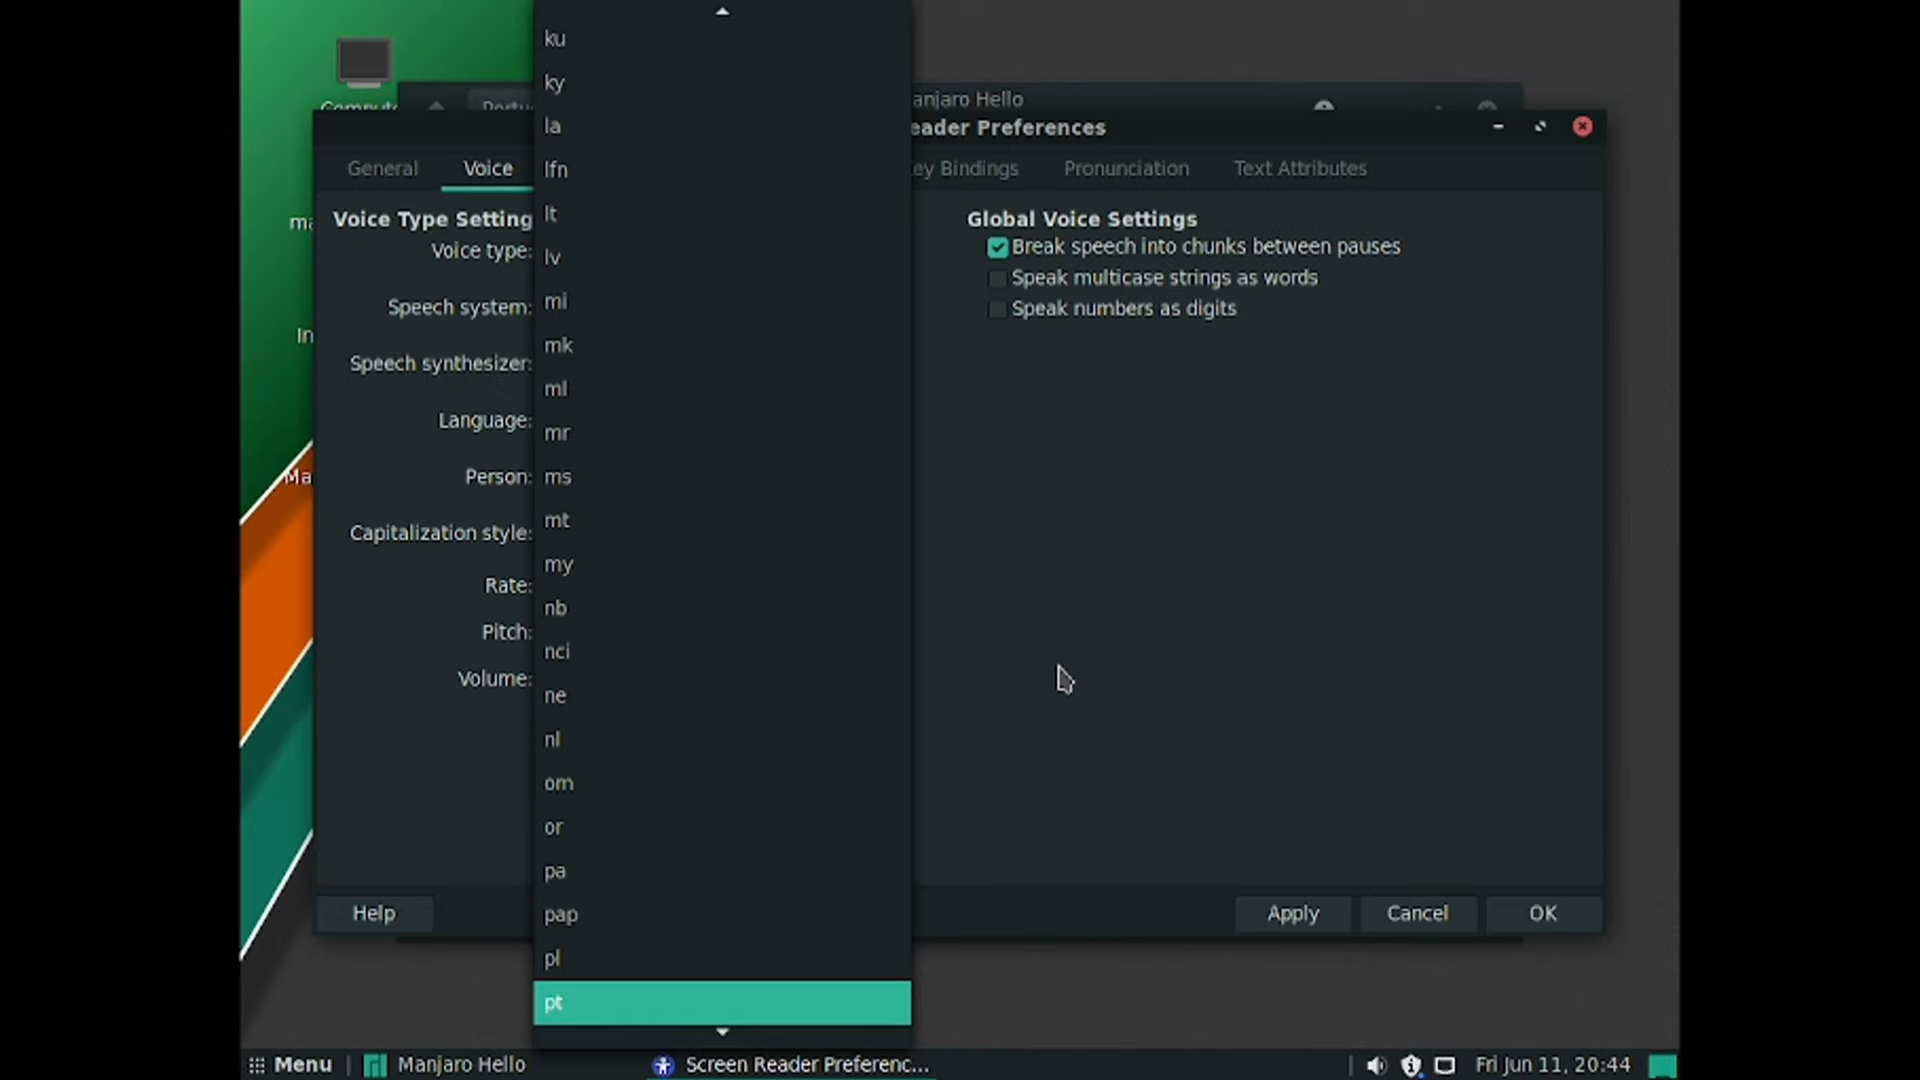 Manjaro Hello
Screen Reader Preferences
General
Voice
Key Bindings
Pronunciation
Text Attributes
Voice Type Setting
Voice type:
Speech system:
Speech synthesizer:
Language:
Person:
Capitalization style:
Rate:
Pitch:
Volume:
ku
ky
la
lfn
lt
lv
mi
mk
ml
mr
ms
mt
my
nb
nci
ne
nl
om
or
pa
pap
pl
pt
Global Voice Settings
Break speech into chunks between pauses
Speak multicase strings as words
Speak numbers as digits
Help
Apply
Cancel
OK
Menu
Manjaro Hello
Screen Reader Preferenc...
Fri Jun 11, 20:44